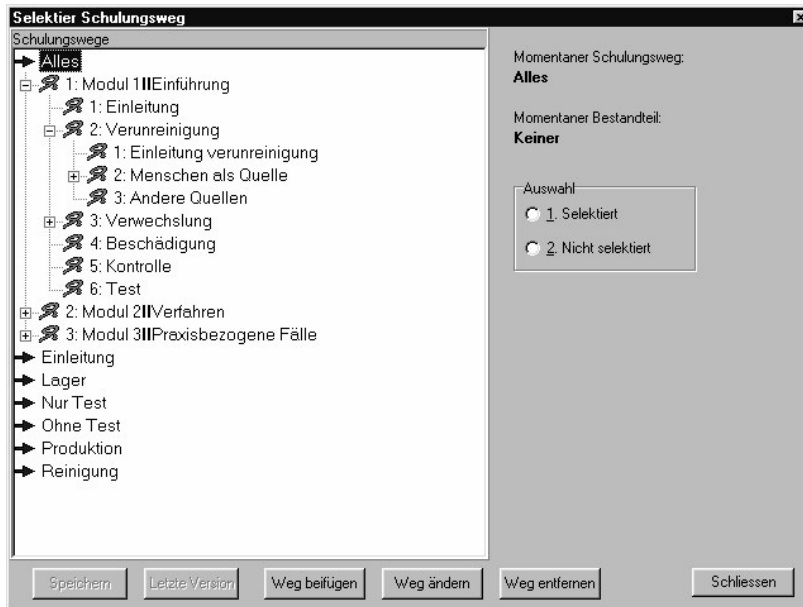 Selektier Schulungsweg
Schulungswege
Alles
1: Modul 1IIEinführung
1: Einleitung
2: Verunreinigung
1: Einleitung verunreinigung
2: Menschen als Quelle
3: Andere Quellen
3: Verwechslung
4: Beschädigung
5: Kontrolle
6: Test
2: Modul 2IIVerfahren
3: Modul 3IIPraxisbezogene Fälle
Einleitung
Lager
Nur Test
Ohne Test
Produktion
Reinigung
Momentaner Schulungsweg:
Alles
Momentaner Bestandteil:
Keiner
Auswahl
1. Selektiert
2. Nicht selektiert
Speichern
Letzte Version
Weg beifügen
Weg ändern
Weg entfernen
Schliessen